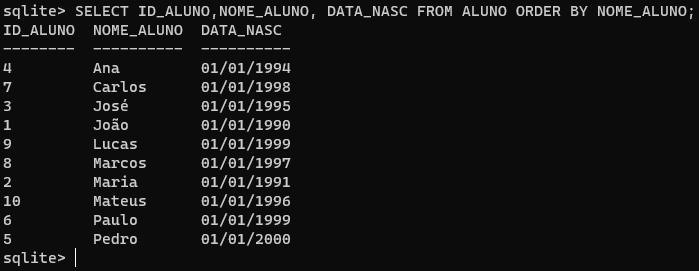 sqlite> SELECT ID_ALUNO,NOME_ALUNO, DATA_NASC FROM ALUNO ORDER BY NOME_ALUNO;
ID_ALUNO  NOME_ALUNO  DATA_NASC
--------  ----------  ----------
4         Ana         01/01/1994
7         Carlos      01/01/1998
3         José        01/01/1995
1         João        01/01/1990
9         Lucas       01/01/1999
8         Marcos      01/01/1997
2         Maria       01/01/1991
10        Mateus      01/01/1996
6         Paulo       01/01/1999
5         Pedro       01/01/2000
sqlite>